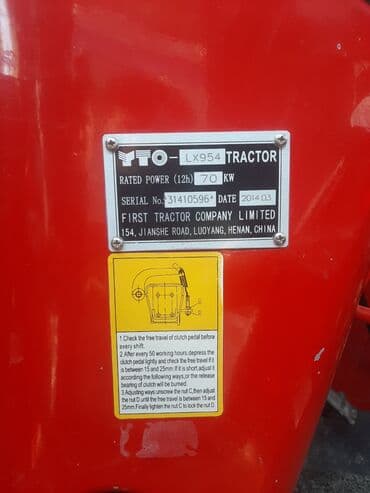 YTO-LX954 TRACTOR
RATED POWER (12h) 70 KW
SERIAL No: 31410596* DATE 2014.03
FIRST TRACTOR COMPANY LIMITED
154, JIANSHE ROAD, LUOYANG, HENAN, CHINA
1.Check the free travel of clutch pedal before
every shift.
2.After every 50 working hours,depress the
clutch pedal lightly and check the free travel if it
is between 15 and 25mm.If it is short,adjust it
according the following ways,or the release
bearing of clutch will be burned.
3.Adjusting ways:unscrew the nut C,then adjust
the nut D until the free travel is between 15 and
25mm.Finally tighten the nut C to lock the nut D